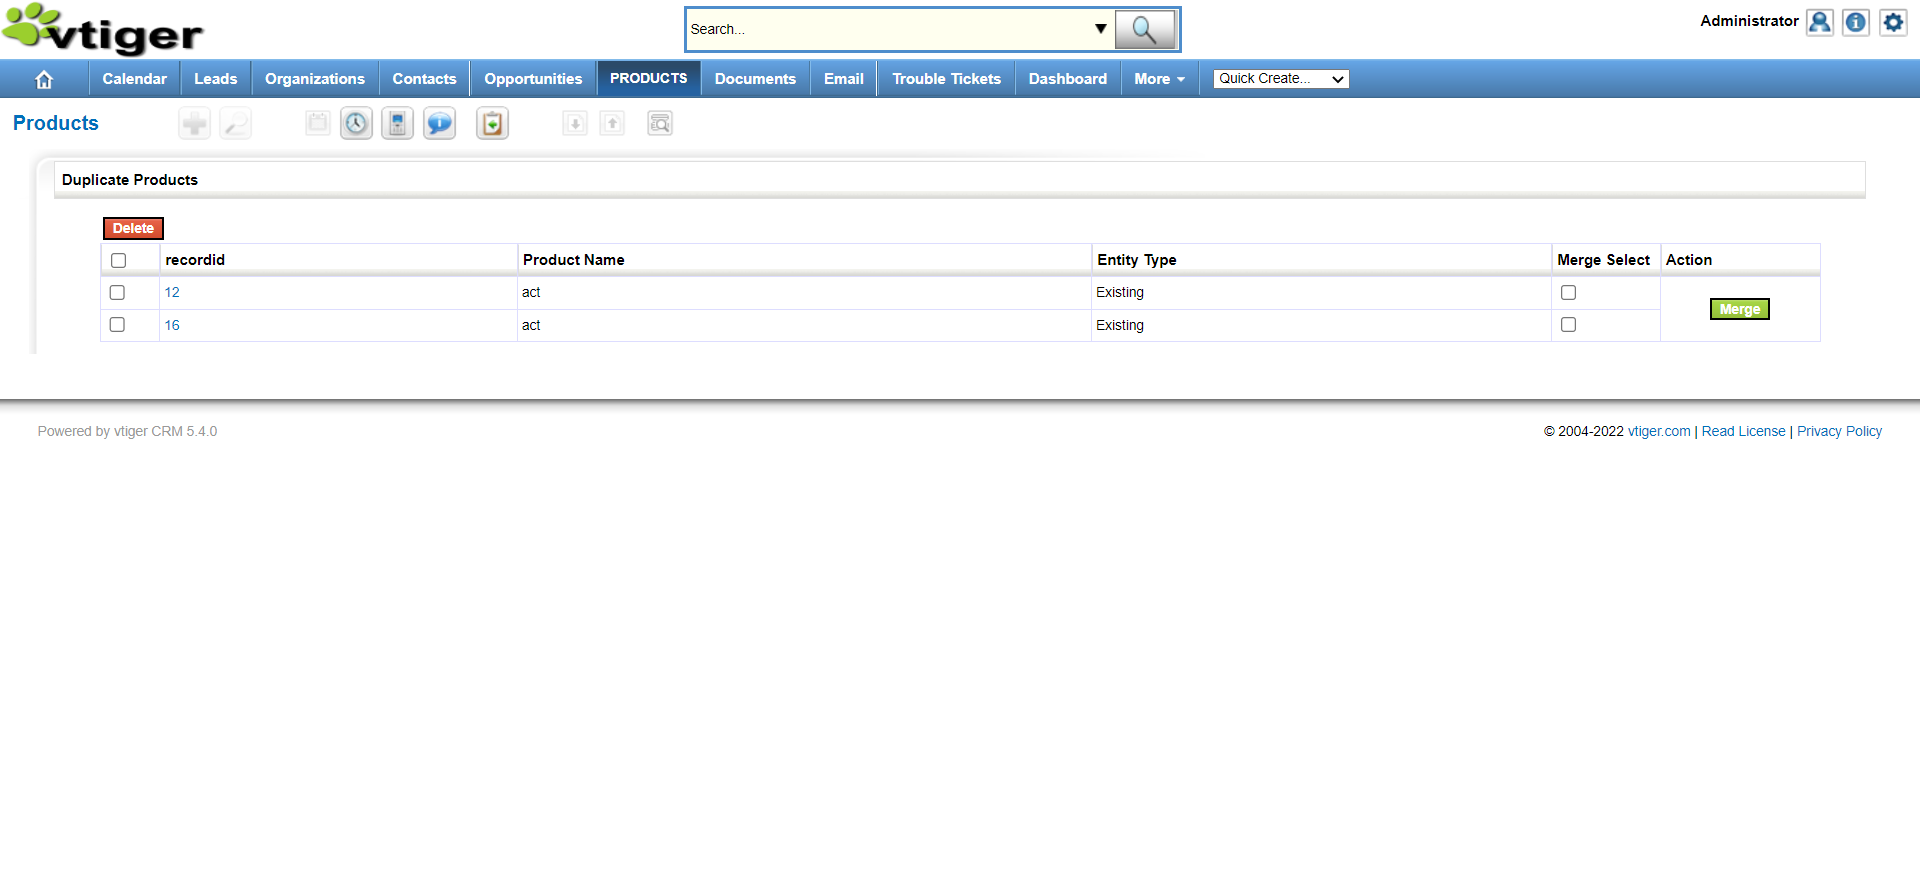 vtiger
Search...
Administrator
Calendar Leads Organizations Contacts Opportunities PRODUCTS Documents Email Trouble Tickets Dashboard More Quick Create...
Products
Duplicate Products
Delete
recordid Product Name Entity Type Merge Select Action
12 act Existing
Merge
16 act Existing
Powered by vtiger CRM 5.4.0
© 2004-2022 vtiger.com | Read License | Privacy Policy